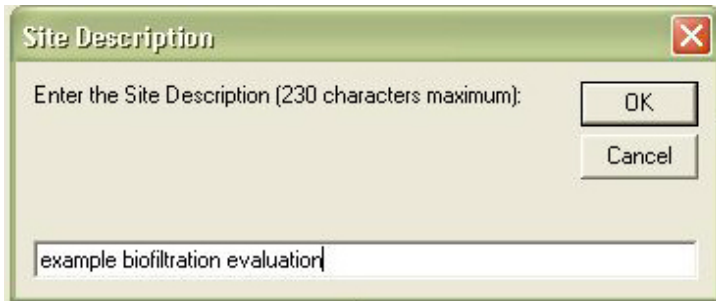 Site Description
Enter the Site Description (230 characters maximum):
OK
Cancel
example biofiltration evaluation